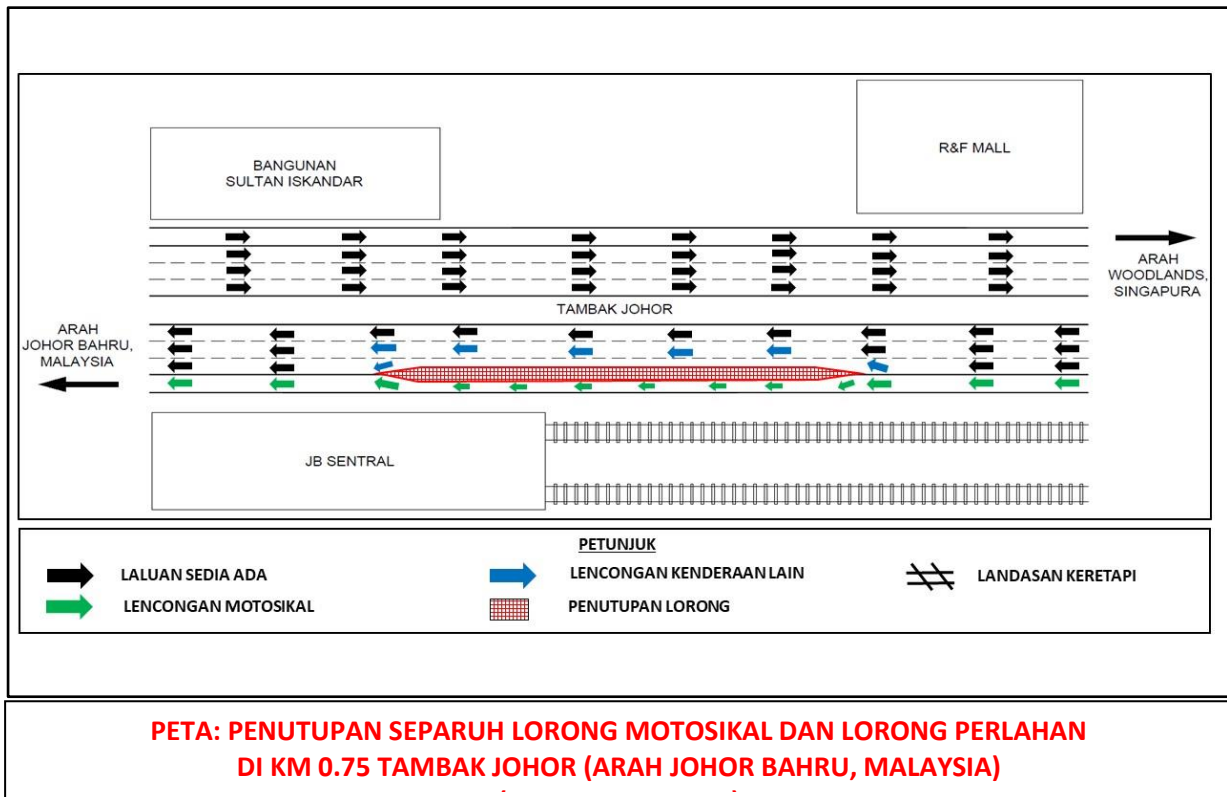 BANGUNAN
SULTAN ISKANDAR
R&F MALL
ARAH
WOODLANDS,
SINGAPURA
TAMBAK JOHOR
ARAH
JOHOR BAHRU,
MALAYSIA
JB SENTRAL
PETUNJUK
LALUAN SEDIA ADA
LENCONGAN KENDERAAN LAIN
LANDASAN KERETAPI
LENCONGAN MOTOSIKAL
PENUTUPAN LORONG
PETA: PENUTUPAN SEPARUH LORONG MOTOSIKAL DAN LORONG PERLAHAN
DI KM 0.75 TAMBAK JOHOR (ARAH JOHOR BAHRU, MALAYSIA)